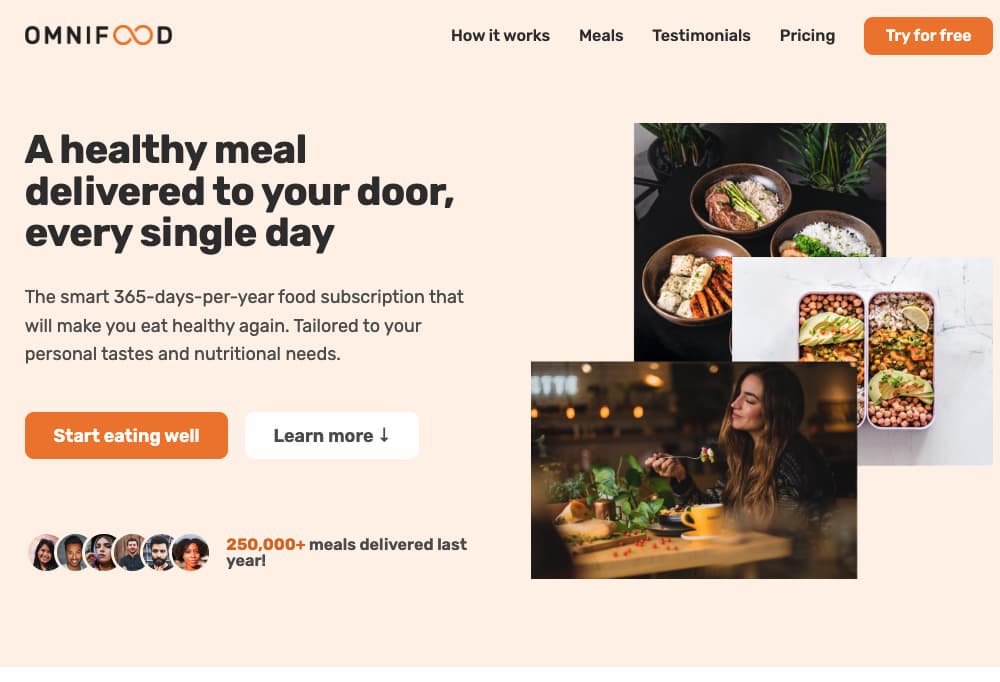 OMNIFOOD
How it works
Meals
Testimonials
Pricing
Try for free
A healthy meal
delivered to your door,
every single day
The smart 365-days-per-year food subscription that
will make you eat healthy again. Tailored to your
personal tastes and nutritional needs.
Start eating well
Learn more ↓
250,000+ meals delivered last
year!